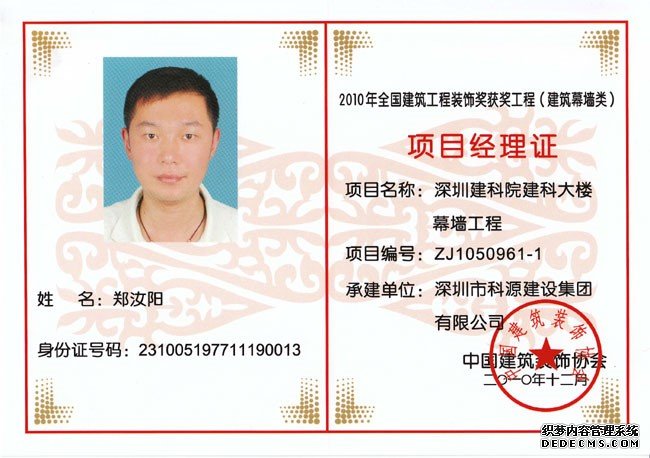 姓 名：郑汝阳
身份证号码：231005197711190013
2010年全国建筑工程装饰奖获奖工程（建筑幕墙类）
项目经理证
项目名称：深圳建科院建科大楼
幕墙工程
项目编号：ZJ1050961-1
承建单位：深圳市科源建设集团
有限公司
中国建筑装饰协会
二〇一〇年十二月
中国建筑装饰协会
织梦内容管理系统
DEDECMS.COM